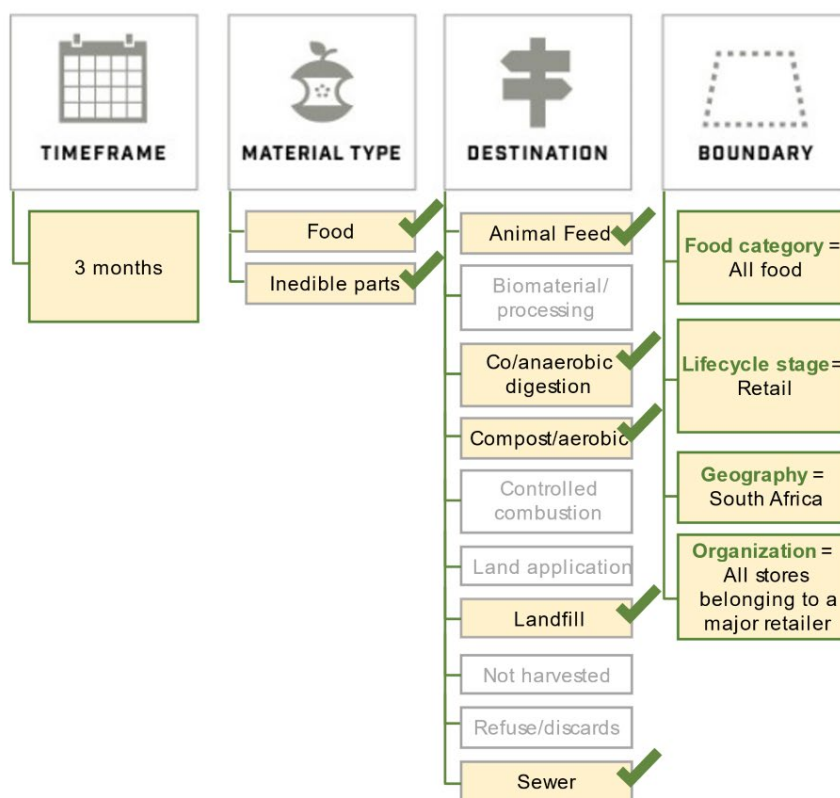 TIMEFRAME
3 months
MATERIAL TYPE
Food
Inedible parts
DESTINATION
Animal Feed
Biomaterial/
processing
Co/anaerobic
digestion
Compost/aerobic
Controlled
combustion
Land application
Landfill
Not harvested
Refuse/discards
Sewer
BOUNDARY
Food category =
All food
Lifecycle stage=
Retail
Geography =
South Africa
Organization =
All stores
belonging to a
major retailer